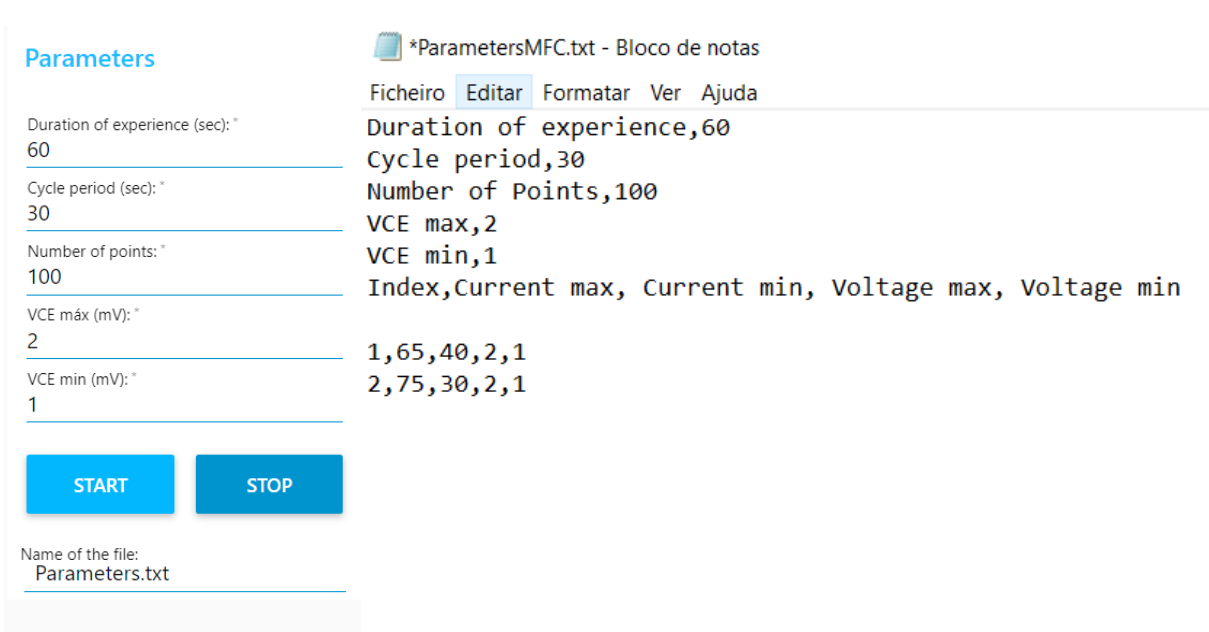 Parameters
Duration of experience (sec): *
60
Cycle period (sec): *
30
Number of points: *
100
VCE máx (mV): *
2
VCE min (mV): *
1
START STOP
Name of the file:
Parameters.txt
*ParametersMFC.txt - Bloco de notas
Ficheiro Editar Formatar Ver Ajuda
Duration of experience,60
Cycle period,30
Number of Points,100
VCE max,2
VCE min,1
Index,Current max, Current min, Voltage max, Voltage min
1,65,40,2,1
2,75,30,2,1